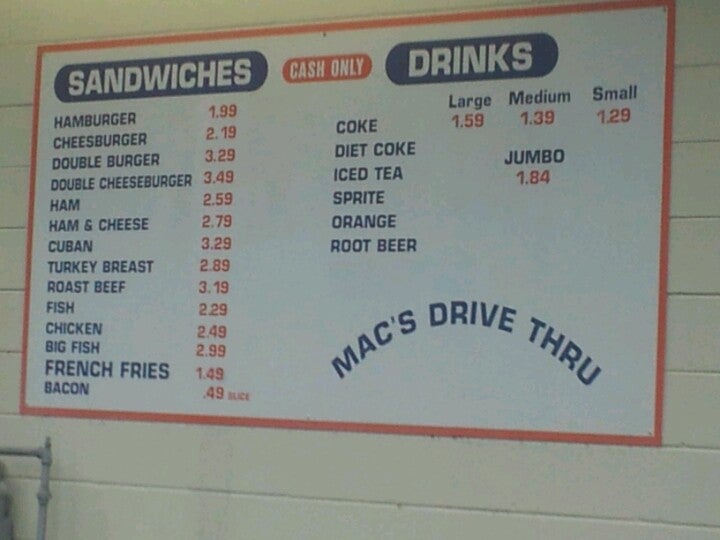 SANDWICHES
HAMBURGER 1.99
CHEESBURGER 2.19
DOUBLE BURGER 3.29
DOUBLE CHEESEBURGER 3.49
HAM 2.59
HAM & CHEESE 2.79
CUBAN 3.29
TURKEY BREAST 2.89
ROAST BEEF 3.19
FISH 2.29
CHICKEN 2.49
BIG FISH 2.99
FRENCH FRIES 1.49
BACON .49 SLICE
CASH ONLY
DRINKS
Large Medium Small
COKE 1.59 1.39 1.29
DIET COKE
ICED TEA JUMBO
SPRITE 1.84
ORANGE
ROOT BEER
MAC'S DRIVE THRU